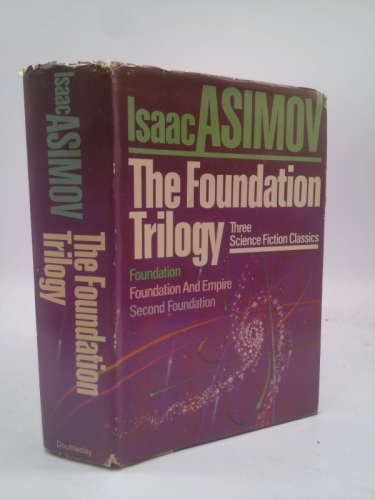 Isaac ASIMOV
The Foundation
Trilogy
Doubleday
Isaac ASIMOV
The Foundation
Trilogy
Three
Science Fiction Classics
Foundation
Foundation And Empire
Second Foundation